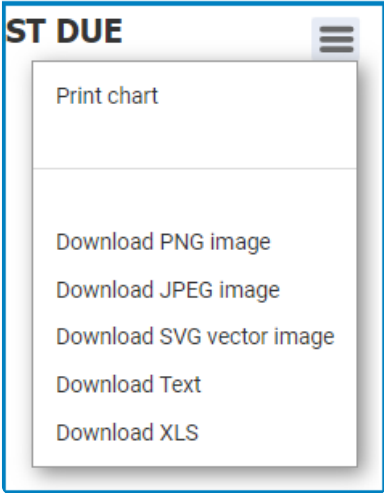 ST DUE
Print chart
Download PNG image
Download JPEG image
Download SVG vector image
Download Text
Download XLS